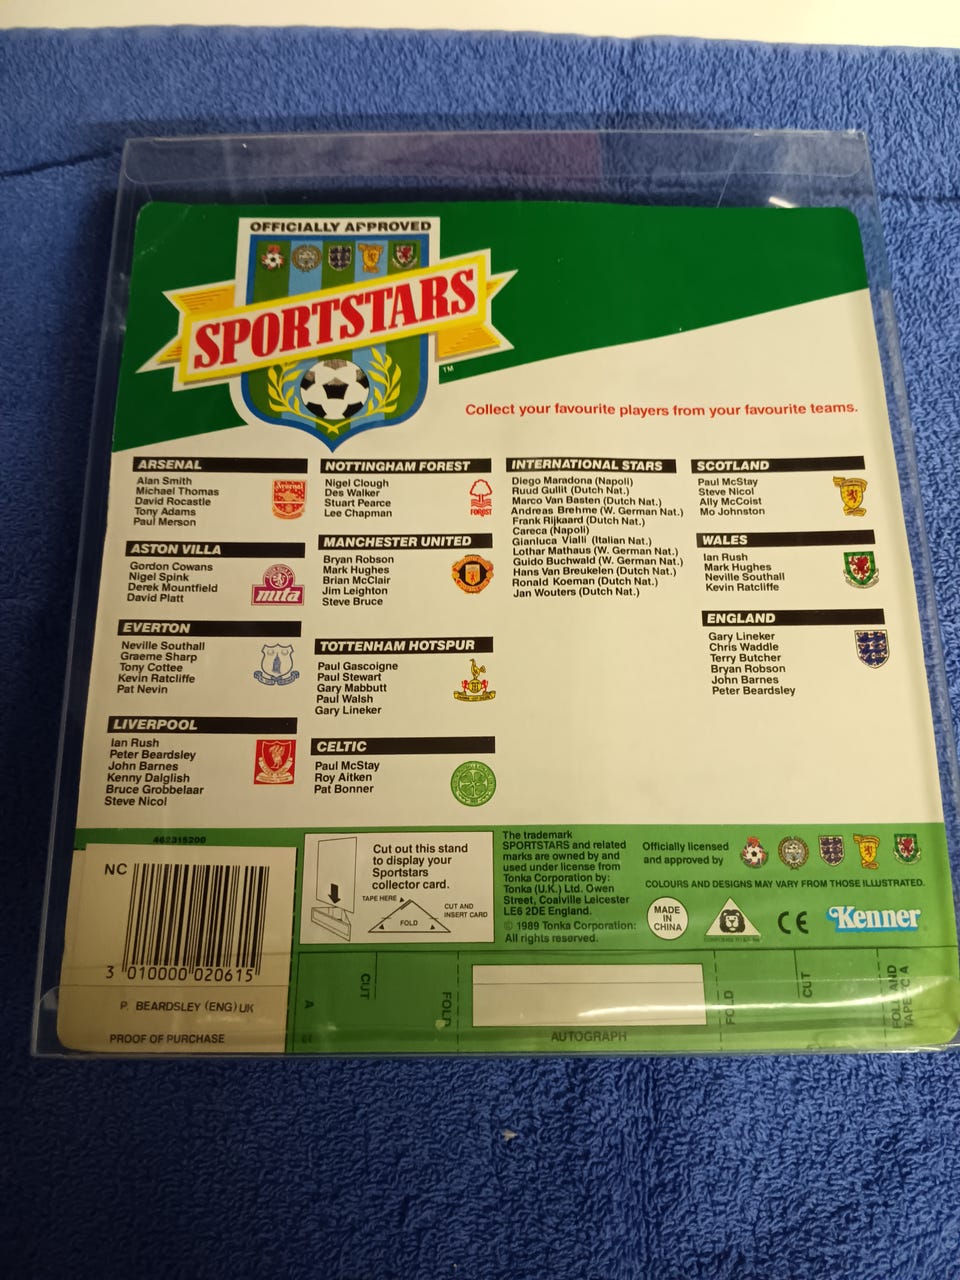 OFFICIALLY APPROVED
SPORTSTARS
TM
Collect your favourite players from your favourite teams.
ARSENAL
Alan Smith
Michael Thomas
David Rocastle
Tony Adams
Paul Merson
Arsenal
ASTON VILLA
Gordon Cowans
Nigel Spink
Derek Mountfield
David Platt
mita
EVERTON
Neville Southall
Graeme Sharp
Tony Cottee
Kevin Ratcliffe
Pat Nevin
LIVERPOOL
Ian Rush
Peter Beardsley
John Barnes
Kenny Dalglish
Bruce Grobbelaar
Steve Nicol
NOTTINGHAM FOREST
Nigel Clough
Des Walker
Stuart Pearce
Lee Chapman
FOREST
MANCHESTER UNITED
Bryan Robson
Mark Hughes
Brian McClair
Jim Leighton
Steve Bruce
TOTTENHAM HOTSPUR
Paul Gascoigne
Paul Stewart
Gary Mabbutt
Paul Walsh
Gary Lineker
CELTIC
Paul McStay
Roy Aitken
Pat Bonner
INTERNATIONAL STARS
Diego Maradona (Napoli)
Ruud Gullit (Dutch Nat.)
Marco Van Basten (Dutch Nat.)
Andreas Brehme (W. German Nat.)
Frank Rijkaard (Dutch Nat.)
Careca (Napoli)
Gianluca Vialli (Italian Nat.)
Lothar Mathaus (W. German Nat.)
Guido Buchwald (W. German Nat.)
Hans Van Breukelen (Dutch Nat.)
Ronald Koeman (Dutch Nat.)
Jan Wouters (Dutch Nat.)
SCOTLAND
Paul McStay
Steve Nicol
Ally McCoist
Mo Johnston
WALES
Ian Rush
Mark Hughes
Neville Southall
Kevin Ratcliffe
ENGLAND
Gary Lineker
Chris Waddle
Terry Butcher
Bryan Robson
John Barnes
Peter Beardsley
462315200
NC
3 010000 020615
P. BEARDSLEY (ENG) UK
PROOF OF PURCHASE
Cut out this stand
to display your
Sportstars
collector card.
TAPE HERE
FOLD
CUT AND
INSERT CARD
The trademark
SPORTSTARS and related
marks are owned by and
used under license from
Tonka Corporation by:
Tonka (U.K.) Ltd. Owen
Street, Coalville Leicester
LE6 2DE England.
© 1989 Tonka Corporation:
All rights reserved.
Officially licensed
and approved by
COLOURS AND DESIGNS MAY VARY FROM THOSE ILLUSTRATED.
MADE
IN
CHINA
CE
Kenner
A
CUT
FOLD
AUTOGRAPH
FOLD
CUT
FOLD AND
TAPE TO A